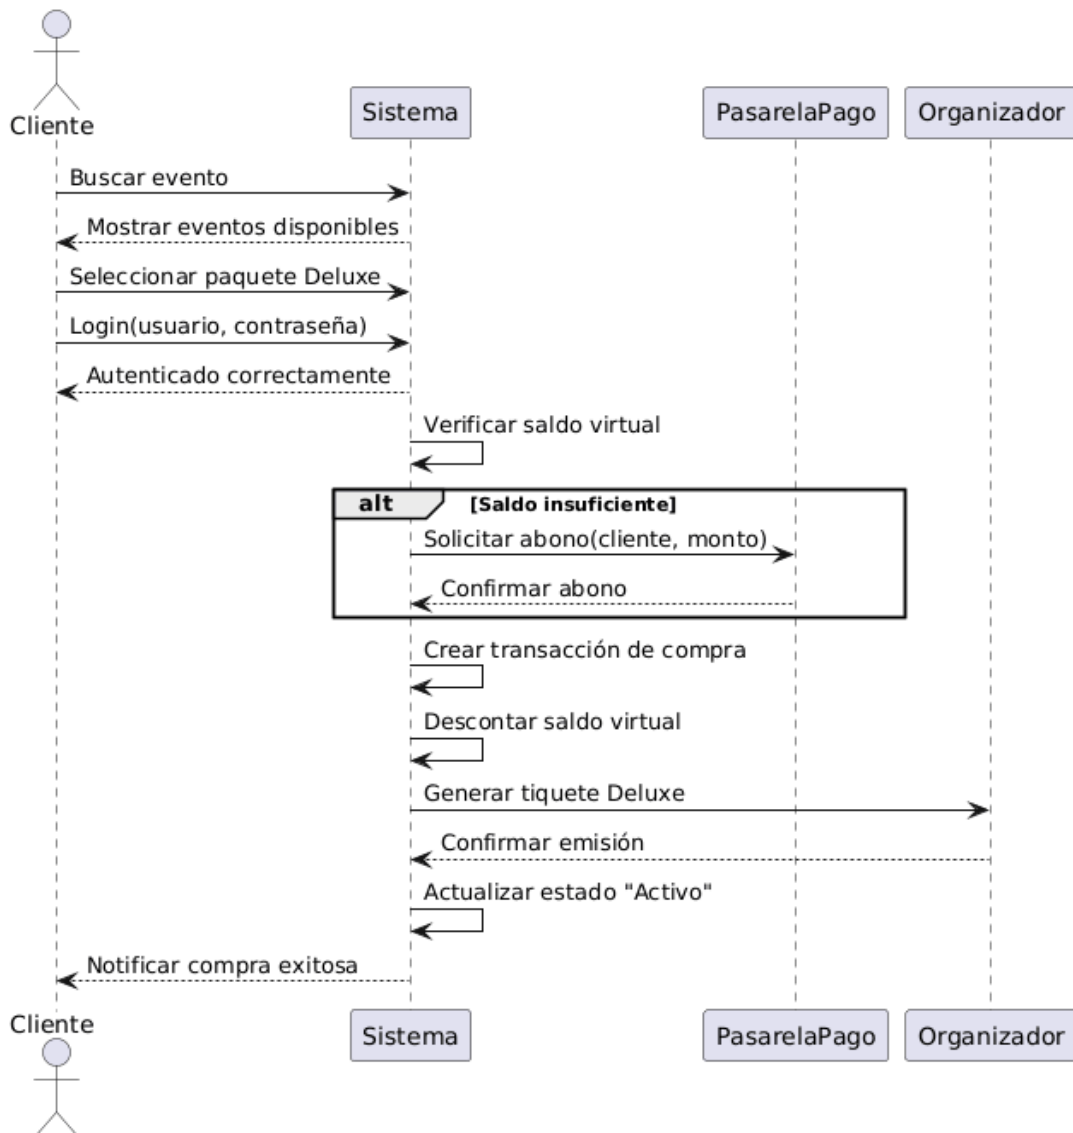 Cliente
Sistema
PasarelaPago
Organizador
Buscar evento
Mostrar eventos disponibles
Seleccionar paquete Deluxe
Login(usuario, contraseña)
Autenticado correctamente
Verificar saldo virtual
alt
[Saldo insuficiente]
Solicitar abono(cliente, monto)
Confirmar abono
Crear transacción de compra
Descontar saldo virtual
Generar tiquete Deluxe
Confirmar emisión
Actualizar estado "Activo"
Notificar compra exitosa
Cliente
Sistema
PasarelaPago
Organizador